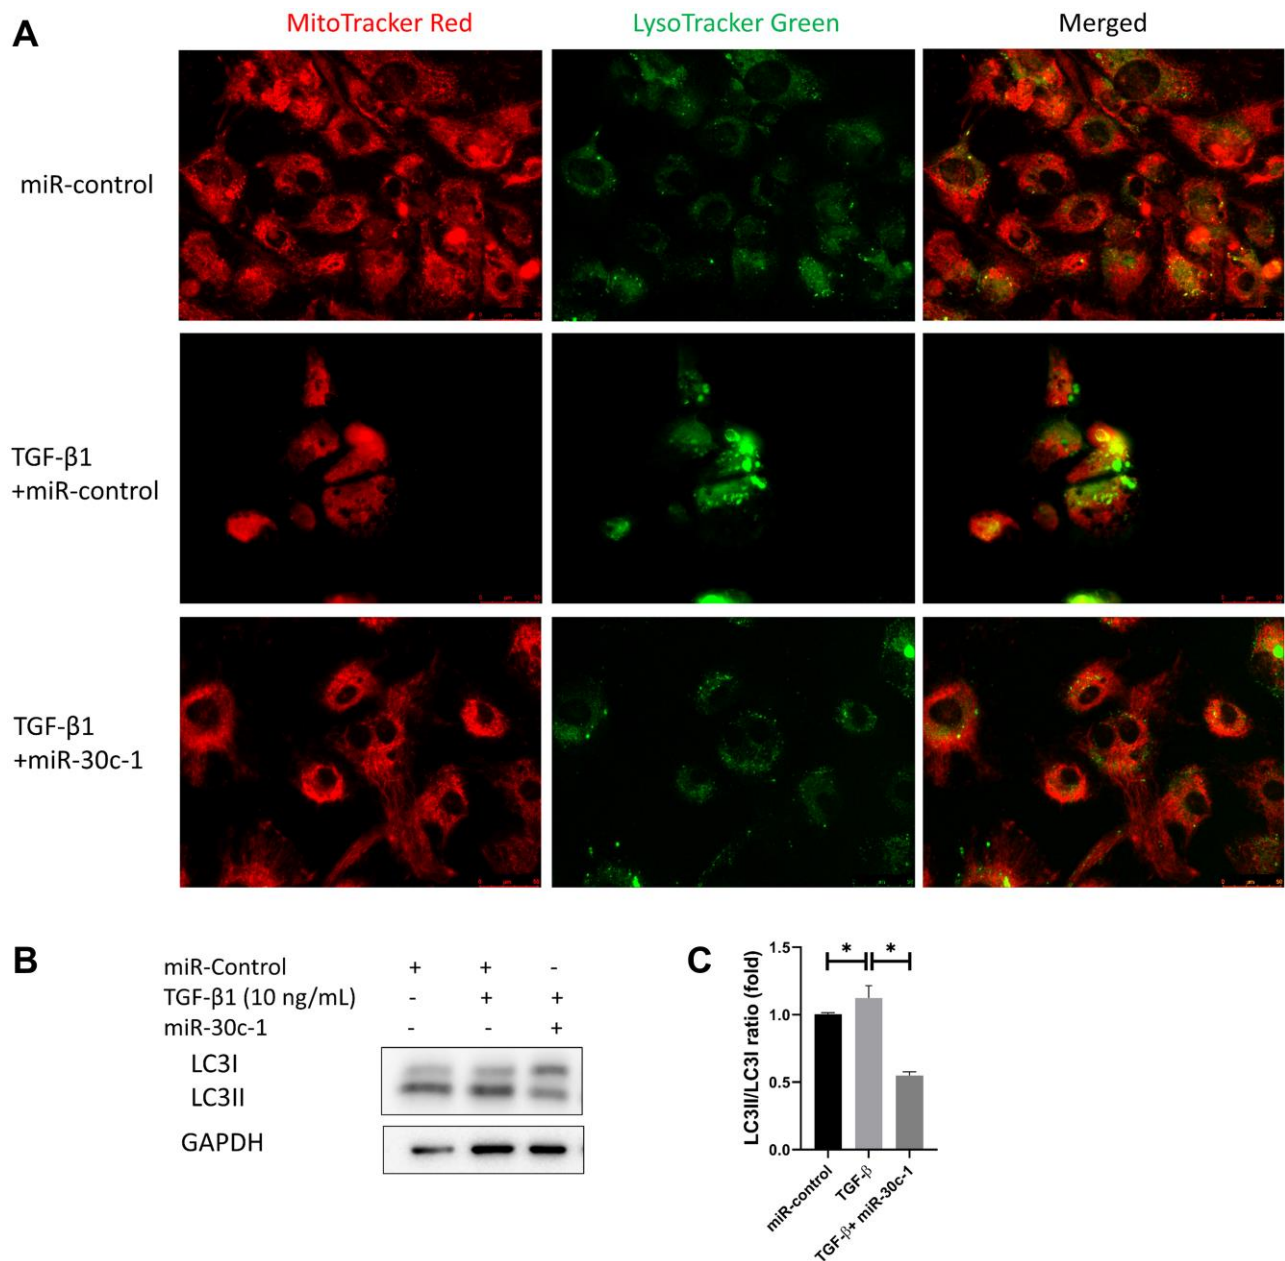 A
MitoTracker Red
LysoTracker Green
Merged
miR-control
TGF-β1
+miR-control
TGF-β1
+miR-30c-1
B
miR-Control + + -
TGF-β1 (10 ng/mL) - + +
miR-30c-1 - - +
LC3I
LC3II
GAPDH
C
LC3II/LC3I ratio (fold)
1.5
1.0
0.5
0.0
* *
miR-control
TGF-β
TGF-β+ miR-30c-1